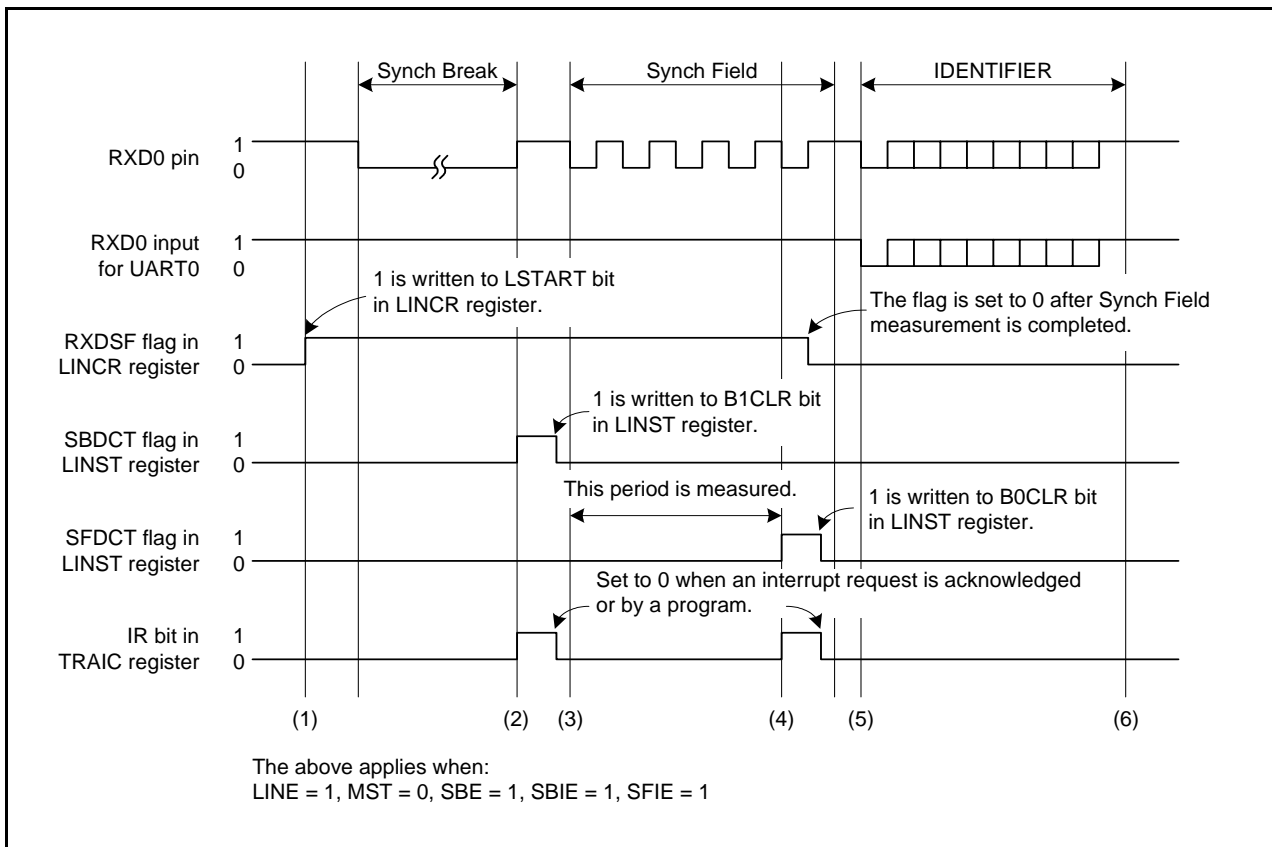 Synch Break
Synch Field
IDENTIFIER
RXD0 pin
1
0
RXD0 input
for UART0
1
0
1 is written to LSTART bit
in LINCR register.
The flag is set to 0 after Synch Field
measurement is completed.
RXDSF flag in
LINCR register
1
0
1 is written to B1CLR bit
in LINST register.
SBDCT flag in
LINST register
1
0
This period is measured.
1 is written to B0CLR bit
in LINST register.
SFDCT flag in
LINST register
1
0
Set to 0 when an interrupt request is acknowledged
or by a program.
IR bit in
TRAIC register
1
0
(1)
(2)
(3)
(4)
(5)
(6)
The above applies when:
LINE = 1, MST = 0, SBE = 1, SBIE = 1, SFIE = 1